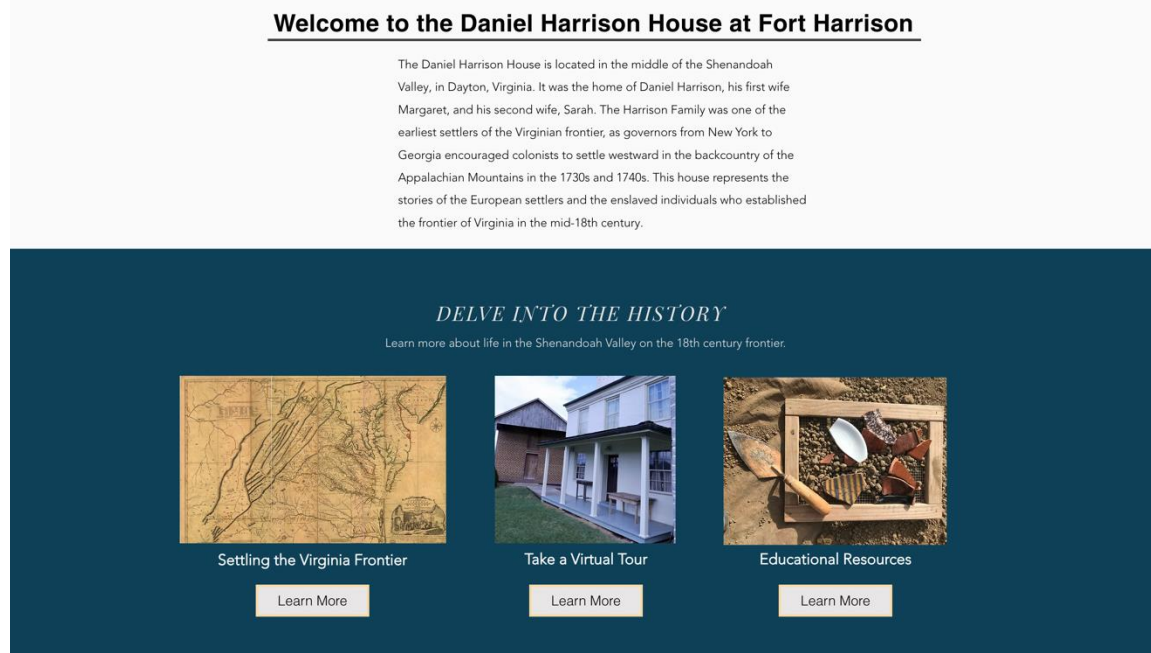 Welcome to the Daniel Harrison House at Fort Harrison
The Daniel Harrison House is located in the middle of the Shenandoah
Valley, in Dayton, Virginia. It was the home of Daniel Harrison, his first wife
Margaret, and his second wife, Sarah. The Harrison Family was one of the
earliest settlers of the Virginian frontier, as governors from New York to
Georgia encouraged colonists to settle westward in the backcountry of the
Appalachian Mountains in the 1730s and 1740s. This house represents the
stories of the European settlers and the enslaved individuals who established
the frontier of Virginia in the mid-18th century.
DELVE INTO THE HISTORY
Learn more about life in the Shenandoah Valley on the 18th century frontier.
Settling the Virginia Frontier
Take a Virtual Tour
Educational Resources
Learn More
Learn More
Learn More